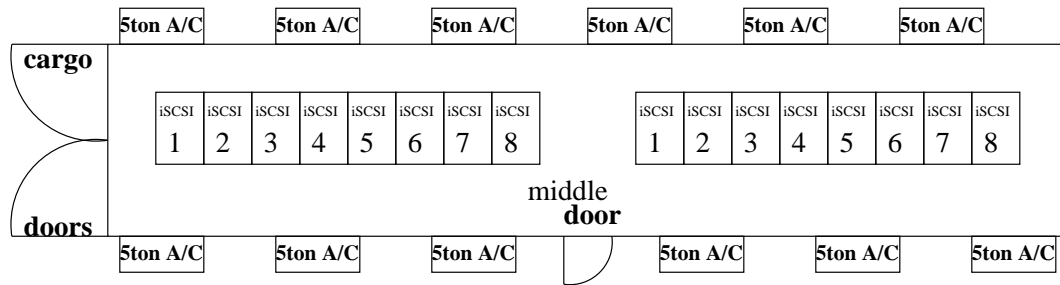 5ton A/C 5ton A/C 5ton A/C 5ton A/C 5ton A/C 5ton A/C
cargo
iSCSI iSCSI iSCSI iSCSI iSCSI iSCSI iSCSI iSCSI iSCSI iSCSI iSCSI iSCSI iSCSI iSCSI iSCSI iSCSI
1 2 3 4 5 6 7 8 1 2 3 4 5 6 7 8
middle
doors door
5ton A/C 5ton A/C 5ton A/C 5ton A/C 5ton A/C 5ton A/C